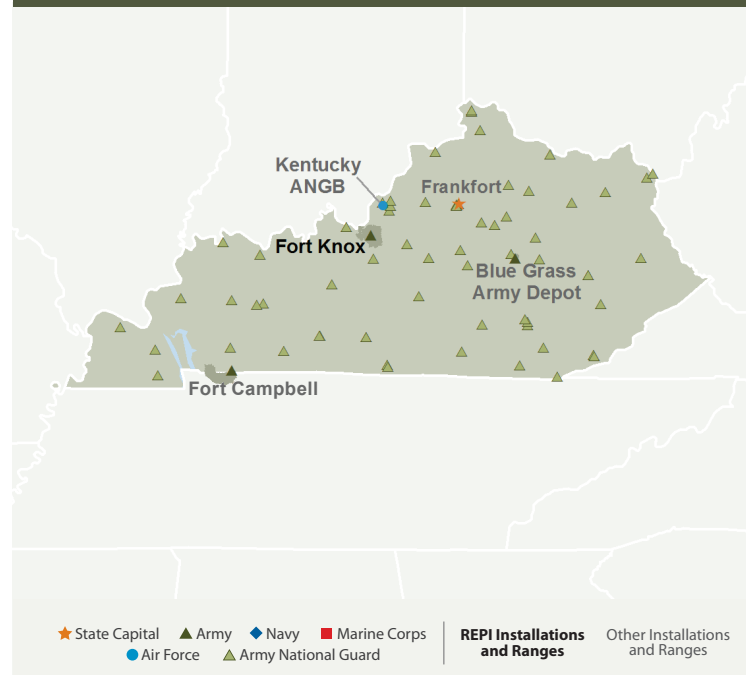 Kentucky
ANGB
Frankfort
Fort Knox
Blue Grass
Army Depot
Fort Campbell
State Capital
Army
Navy
Marine Corps
Air Force
Army National Guard
REPI Installations
and Ranges
Other Installations
and Ranges